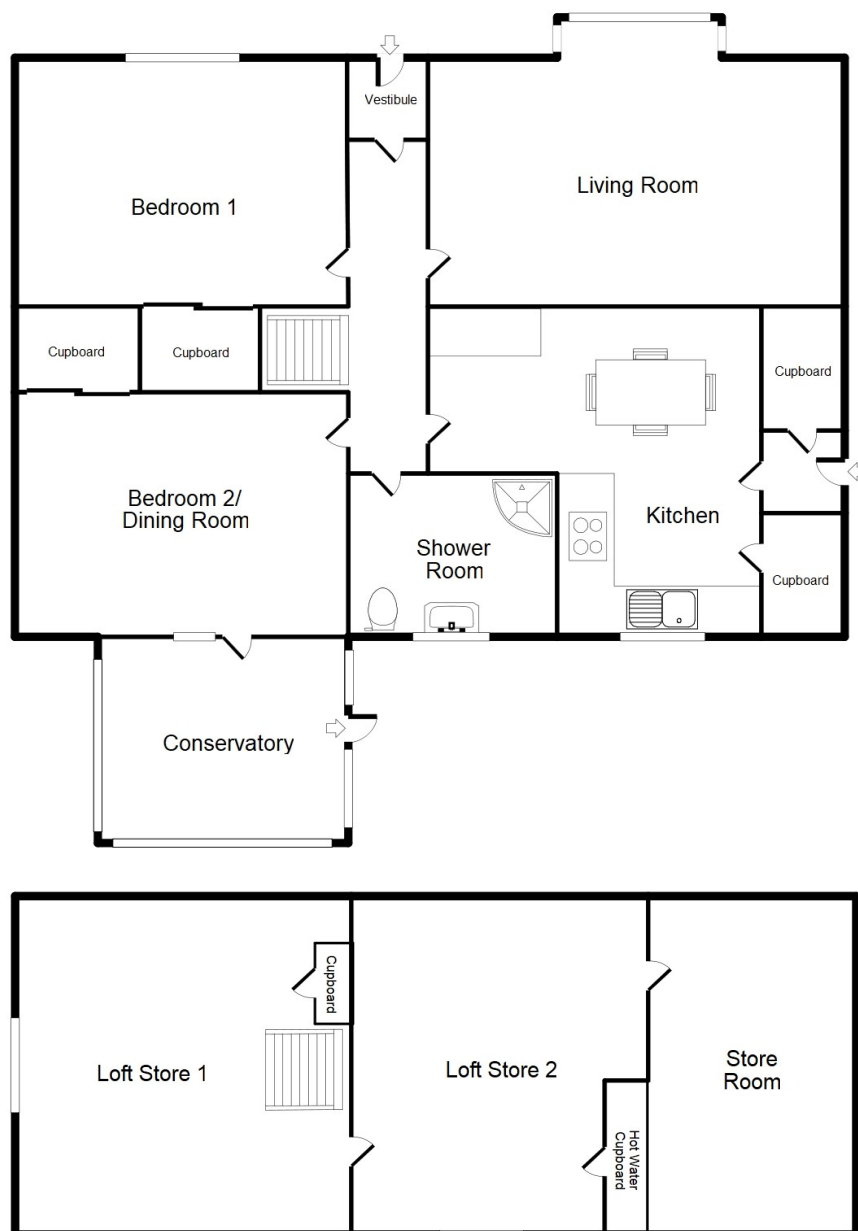 Vestibule
Living Room
Bedroom 1
Cupboard
Cupboard
Cupboard
Bedroom 2/
Dining Room
Kitchen
Shower
Room
Cupboard
Conservatory
Cupboard
Loft Store 1
Loft Store 2
Store
Room
Hot Water
Cupboard